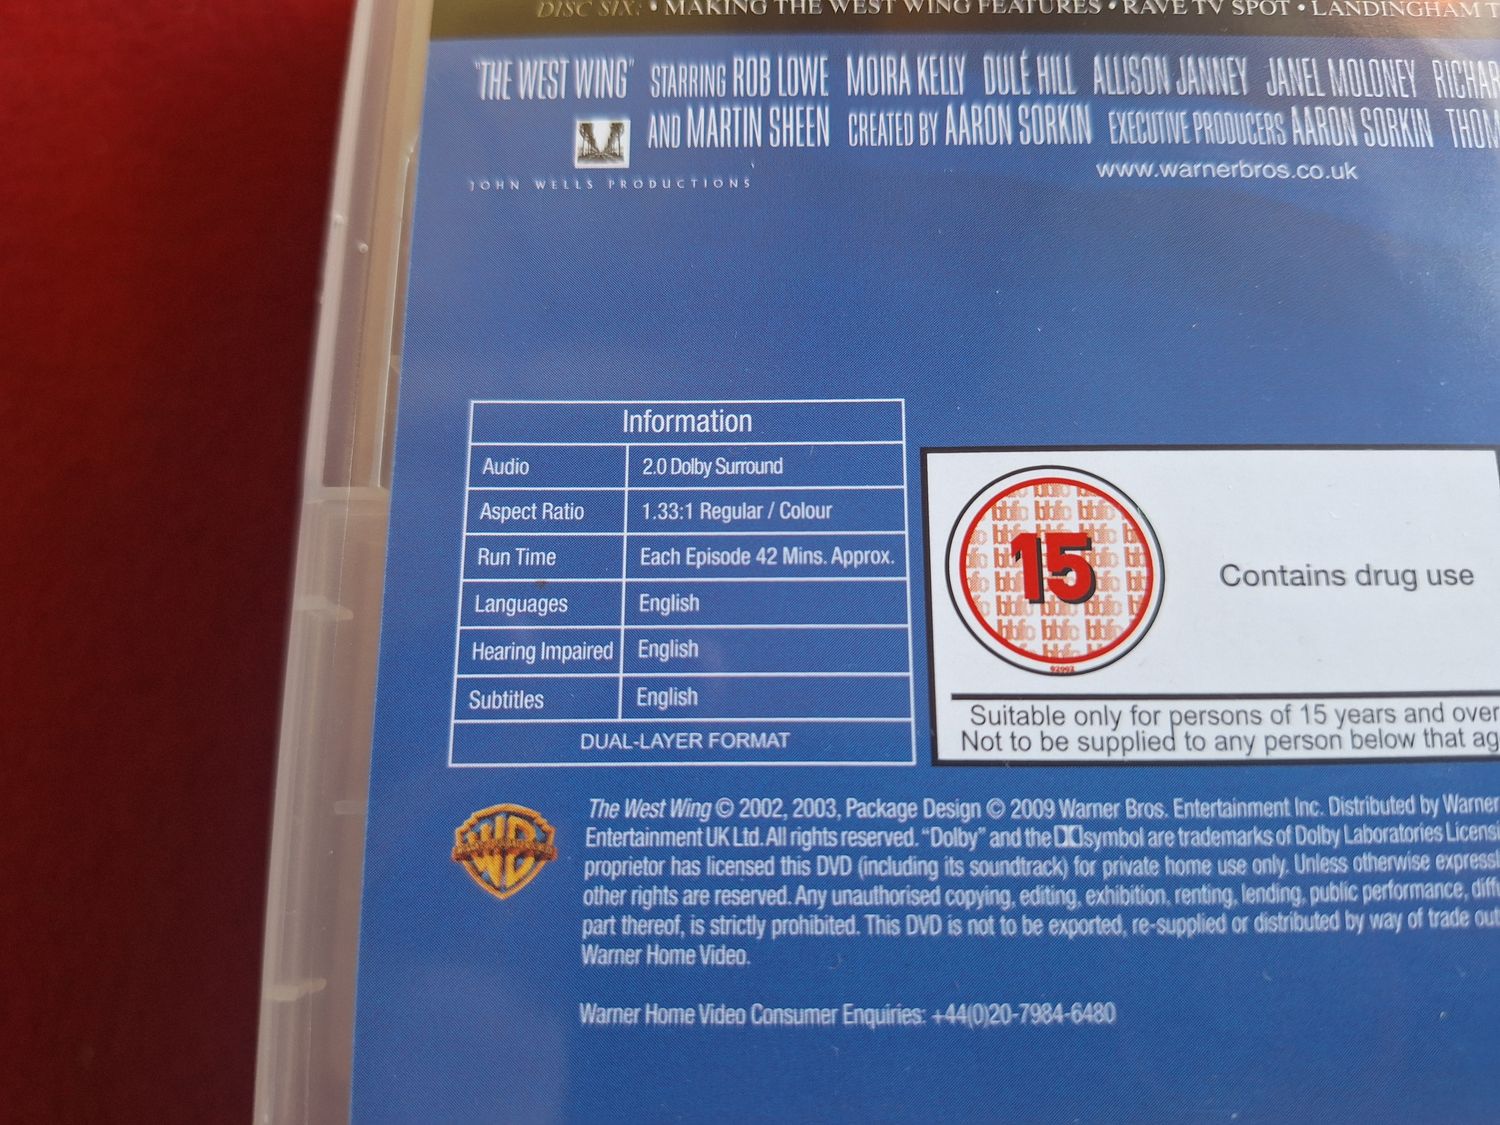 DISC SIX: • MAKING THE WEST WING FEATURES • RAVE TV SPOT • LANDINGHAM
"THE WEST WING" STARRING ROB LOWE MOIRA KELLY DULÉ HILL ALLISON JANNEY JANEL MOLONEY RICHAR
AND MARTIN SHEEN CREATED BY AARON SORKIN EXECUTIVE PRODUCERS AARON SORKIN THOM
JOHN WELLS PRODUCTIONS
www.warnerbros.co.uk
Information
Audio 2.0 Dolby Surround
Aspect Ratio 1.33:1 Regular / Colour
Run Time Each Episode 42 Mins. Approx.
Languages English
Hearing Impaired English
Subtitles English
DUAL-LAYER FORMAT
15
Contains drug use
Suitable only for persons of 15 years and over
Not to be supplied to any person below that ag
WB
The West Wing © 2002, 2003, Package Design © 2009 Warner Bros. Entertainment Inc. Distributed by Warner
Entertainment UK Ltd. All rights reserved. "Dolby" and the symbol are trademarks of Dolby Laboratories Licensi
proprietor has licensed this DVD (including its soundtrack) for private home use only. Unless otherwise expressl
other rights are reserved. Any unauthorised copying, editing, exhibition, renting, lending, public performance, diff
part thereof, is strictly prohibited. This DVD is not to be exported, re-supplied or distributed by way of trade out
Warner Home Video.
Warner Home Video Consumer Enquiries: +44(0)20-7984-6480